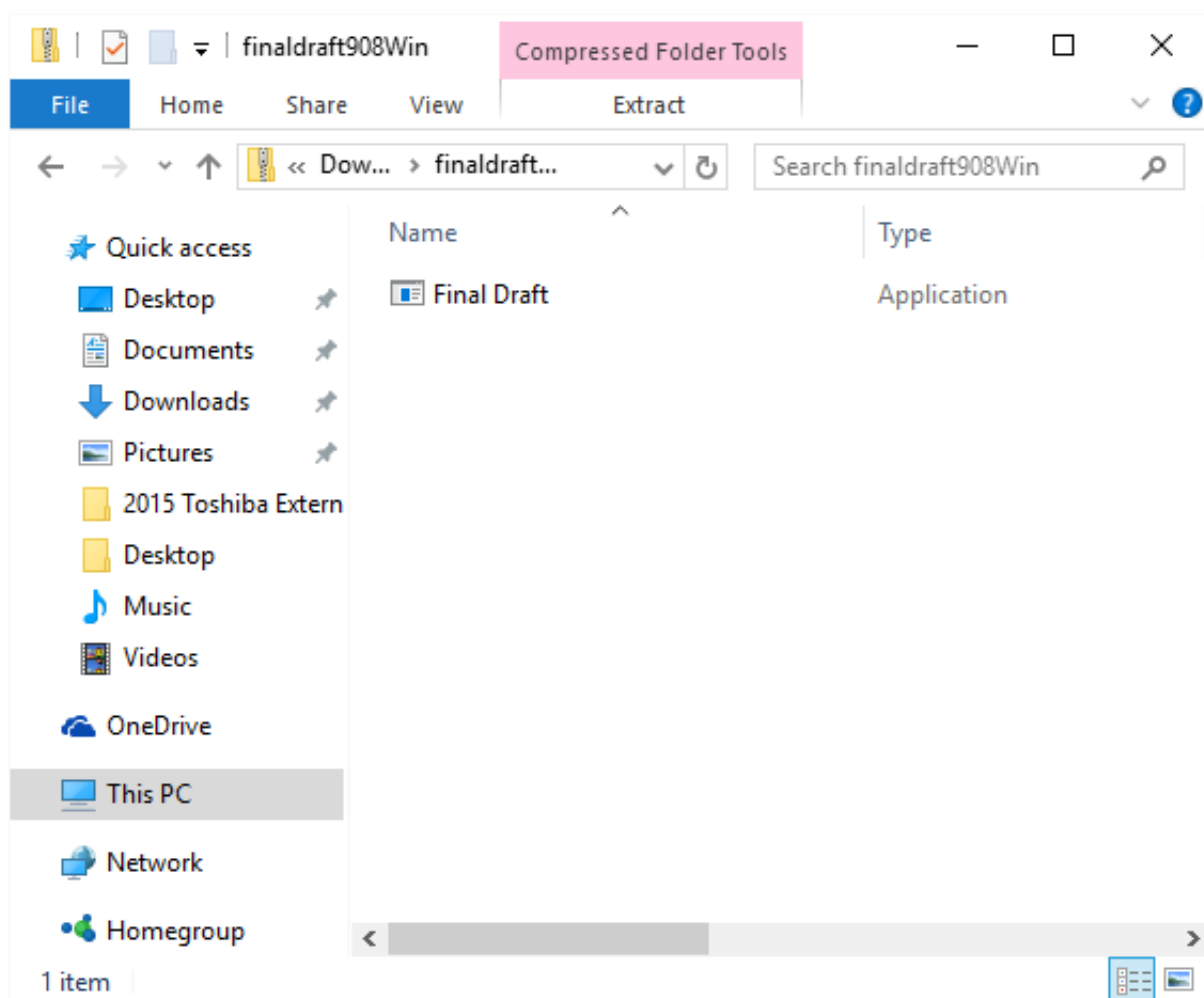 finaldraft908Win
Compressed Folder Tools
File Home Share View Extract
« Dow... › finaldraft...
Search finaldraft908Win
Name Type
Quick access
Final Draft Application
Desktop
Documents
Downloads
Pictures
2015 Toshiba Extern
Desktop
Music
Videos
OneDrive
This PC
Network
Homegroup
1 item